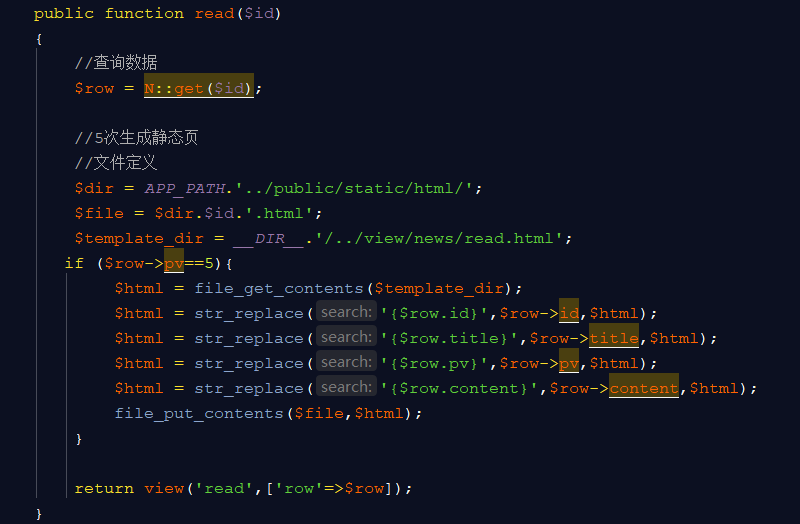 public function read($id)
{
//查询数据
$row = N::get($id);
//5次生成静态页
//文件定义
$dir = APP_PATH.'../public/static/html/';
$file = $dir.$id.'.html';
$template_dir = __DIR__.'/../view/news/read.html';
if ($row->pv==5){
$html = file_get_contents($template_dir);
$html = str_replace( search: '{$row.id}',$row->id,$html);
$html = str_replace( search: '{$row.title}',$row->title,$html);
$html = str_replace( search: '{$row.pv}',$row->pv,$html);
$html = str_replace( search: '{$row.content}',$row->content,$html);
file_put_contents($file,$html);
}
return view('read',['row'=>$row]);
}